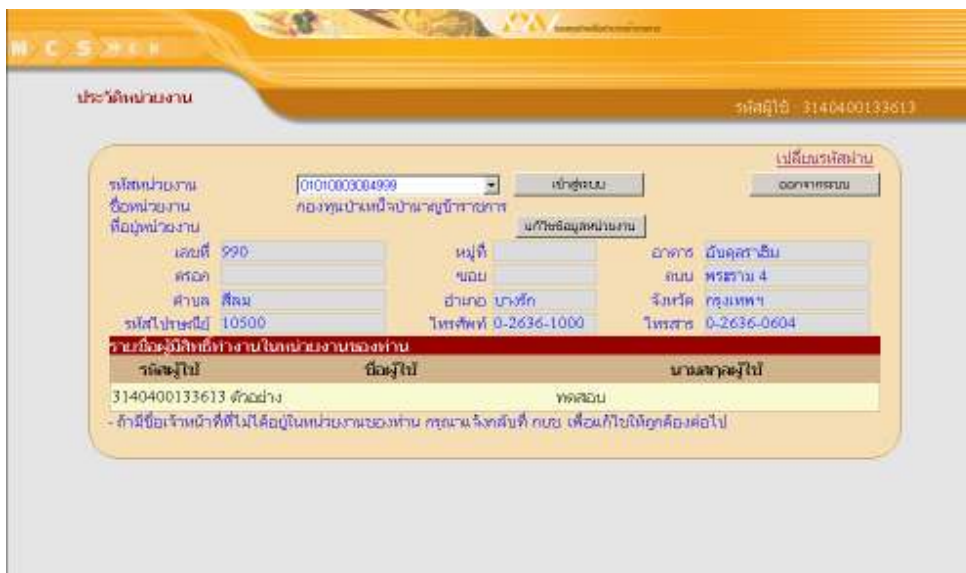 MCS
ประวัติหน่วยงาน
รหัสผู้ใช้ : 3140400133613
เปลี่ยนรหัสผ่าน
รหัสหน่วยงาน 01010003004999 เข้าสู่ระบบ ออกจากระบบ
ชื่อหน่วยงาน กองทุนบำเหน็จบำนาญข้าราชการ
ที่อยู่หน่วยงาน แก้ไขข้อมูลหน่วยงาน
เลขที่ 990 หมู่ที่ อาคาร อับดุลราฮิม
ตรอก ซอย ถนน พระราม 4
ตำบล สีลม อำเภอ บางรัก จังหวัด กรุงเทพฯ
รหัสไปรษณีย์ 10500 โทรศัพท์ 0-2636-1000 โทรสาร 0-2636-0604
รายชื่อผู้มีสิทธิ์ทำงานในหน่วยงานของท่าน
รหัสผู้ใช้ ชื่อผู้ใช้ นามสกุลผู้ใช้
3140400133613 ตัวอย่าง ทดสอบ
- ถ้ามีชื่อเจ้าหน้าที่ที่ไม่ได้อยู่ในหน่วยงานของท่าน กรุณาแจ้งกลับที่ กบข เพื่อแก้ไขให้ถูกต้องต่อไป